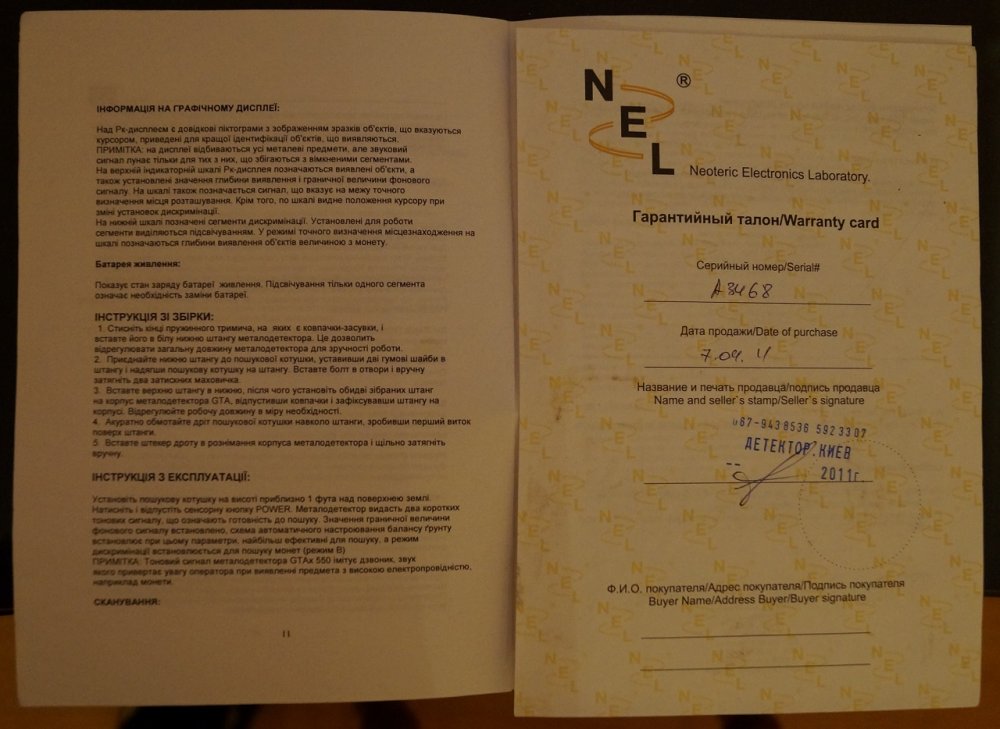 ІНФОРМАЦІЯ НА ГРАФІЧНОМУ ДИСПЛЕЇ:
Над Рк-дисплеєм є довідкові піктограми з зображенням зразків об'єктів, що вказуються
курсором, приведені для кращої ідентифікації об'єктів, що виявляються.
ПРИМІТКА: на дисплеї відбиваються усі металеві предмети, але звуковий
сигнал лунає тільки для тих з них, що збігаються з вімкненими сегментами.
На верхній індикаторній шкалі Рк-дисплея позначаються виявлені об'єкти, а
також установлені значення глибини виявлення і граничної величини фонового
сигналу. На шкалі також позначається сигнал, що вказує на межу точного
визначення місця розташування. Крім того, по шкалі видне положення курсору при
зміні установок дискримінації.
На нижній шкалі позначені сегменти дискримінації. Установлені для роботи
сегменти виділяються підсвічуванням. У режимі точного визначення місцезнаходження на
шкалі позначаються глибини виявлення об'єктів величиною з монету.
Батарея живлення:
Показує стан заряду батареї живлення. Підсвічування тільки одного сегмента
означає необхідність заміни батареї.
ІНСТРУКЦІЯ ЗІ ЗБІРКИ:
1. Стисніть кінці пружинного тримича, на яких є ковпачки-засувки, і
вставте його в білу нижню штангу металодетектора. Це дозволить
відрегулювати загальну довжину металодетектора для зручності роботи.
2. Приєднайте нижню штангу до пошукової котушки, уставивши дві гумові шайби в
штангу і надягши пошукову котушку на штангу. Вставте болт в отвори і вручну
затягніть два затискних маховичка.
3. Вставте верхню штангу в нижню, після чого установіть обидві зібраних штанг
на корпус металодетектора GTA, відпустивши ковпачки і зафіксувавши штангу на
корпусі. Відрегулюйте робочу довжину в міру необхідності.
4. Акуратно обмотайте дріт пошукової котушки навколо штанги, зробивши перший виток
поверх штанги.
5. Вставте штекер дроту в рознімання корпуса металодетектора і щільно затягніть
вручну.
ІНСТРУКЦІЯ З ЕКСПЛУАТАЦІЇ:
Установіть пошукову котушку на висоті приблизно 1 фута над поверхнею землі.
Натисніть і відпустіть сенсорну кнопку POWER. Металодетектор видасть два коротких
тонових сигналу, що означають готовність до пошуку. Значення граничної величини
фонового сигналу встановлено, схема автоматичного настроювання балансу ґрунту
встановлює при цьому параметри, найбільш ефективні для пошуку, а режим
дискримінації встановлюється для пошуку монет (режим В)
ПРИМІТКА: Тоновий сигнал металодетектора GTAx 550 імітує дзвоник, звук
якого привертає увагу оператора при виявленні предмета з високою електропровідністю,
наприклад монети.
СКАНУВАННЯ:
11
NEL ®
Neoteric Electronics Laboratory.
Гарантийный талон/Warranty card
Серийный номер/Serial#
A3468
Дата продажи/Date of purchase
7.04. 11
Название и печать продавца/подпись продавца
Name and seller`s stamp/Seller`s signature
067-9438536 5923307
ДЕТЕКТОР.КИЕВ
2011г.
Ф.И.О. покупателя/Адрес покупателя/Подпись покупателя
Buyer Name/Address Buyer/Buyer signature